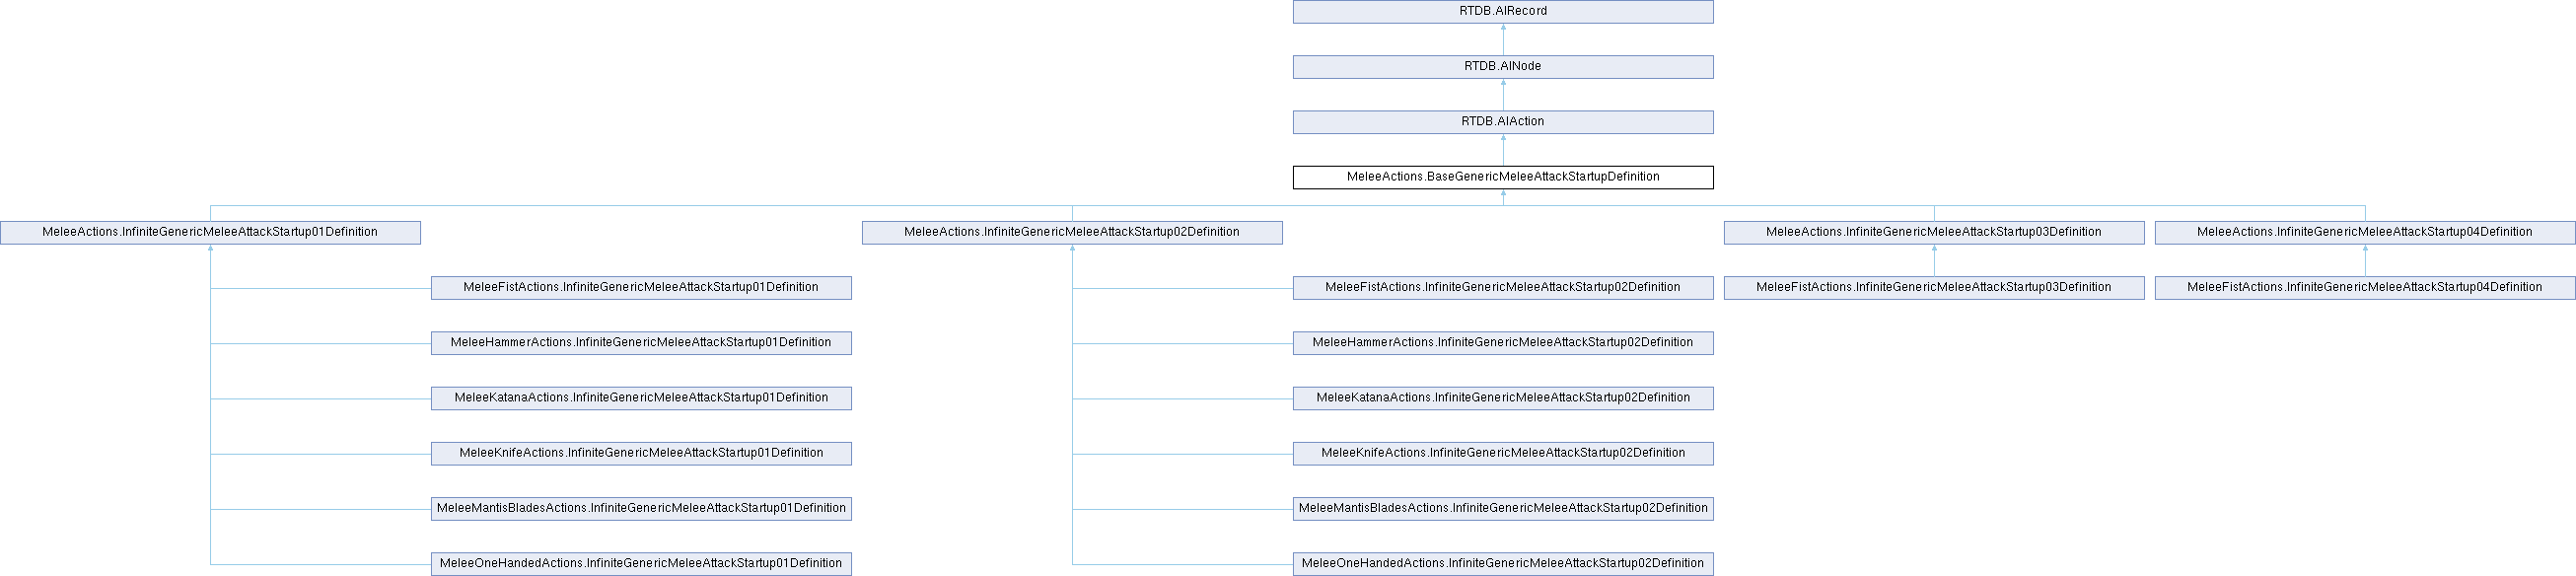 RTDB.AIRecord
RTDB.AINode
RTDB.AIAction
MeleeActions.BaseGenericMeleeAttackStartupDefinition
MeleeActions.InfiniteGenericMeleeAttackStartup01Definition
MeleeActions.InfiniteGenericMeleeAttackStartup02Definition
MeleeActions.InfiniteGenericMeleeAttackStartup03Definition
MeleeActions.InfiniteGenericMeleeAttackStartup04Definition
MeleeFistActions.InfiniteGenericMeleeAttackStartup01Definition
MeleeFistActions.InfiniteGenericMeleeAttackStartup02Definition
MeleeFistActions.InfiniteGenericMeleeAttackStartup03Definition
MeleeFistActions.InfiniteGenericMeleeAttackStartup04Definition
MeleeHammerActions.InfiniteGenericMeleeAttackStartup01Definition
MeleeHammerActions.InfiniteGenericMeleeAttackStartup02Definition
MeleeKatanaActions.InfiniteGenericMeleeAttackStartup01Definition
MeleeKatanaActions.InfiniteGenericMeleeAttackStartup02Definition
MeleeKnifeActions.InfiniteGenericMeleeAttackStartup01Definition
MeleeKnifeActions.InfiniteGenericMeleeAttackStartup02Definition
MeleeMantisBladesActions.InfiniteGenericMeleeAttackStartup01Definition
MeleeMantisBladesActions.InfiniteGenericMeleeAttackStartup02Definition
MeleeOneHandedActions.InfiniteGenericMeleeAttackStartup01Definition
MeleeOneHandedActions.InfiniteGenericMeleeAttackStartup02Definition